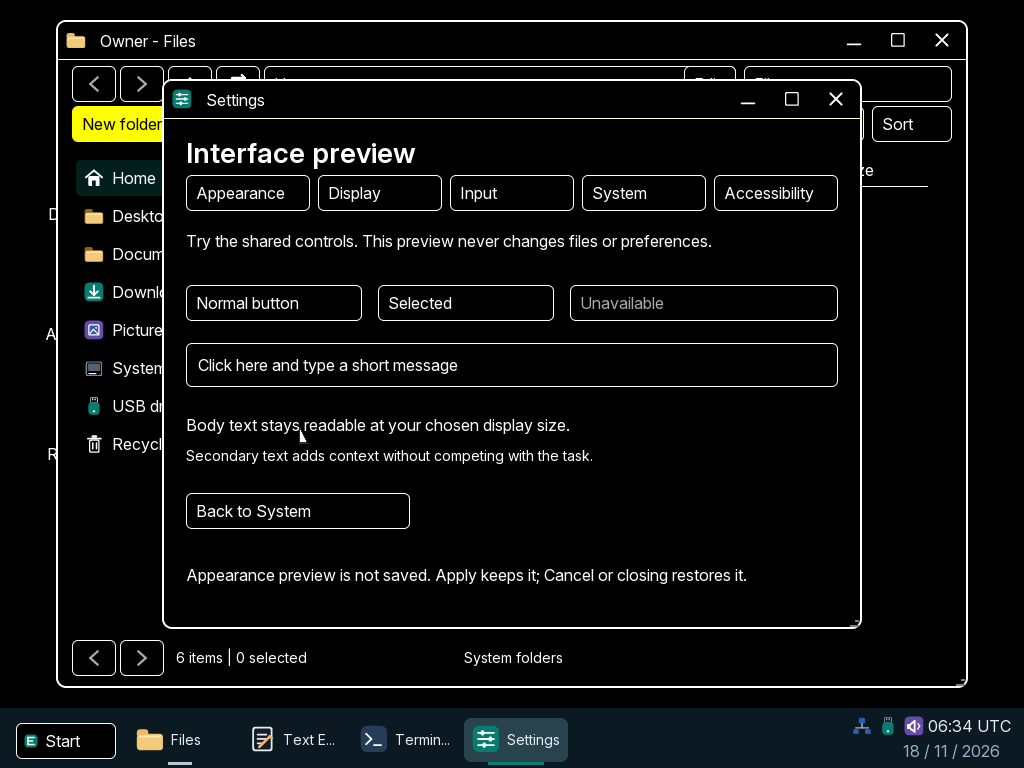 Owner - Files
Settings
New folder
Sort
Interface preview
Home
Appearance
Display
Input
System
Accessibility
Try the shared controls. This preview never changes files or preferences.
Normal button
Selected
Unavailable
System
Click here and type a short message
USB
Body text stays readable at your chosen display size.
Secondary text adds context without competing with the task.
Back to System
Appearance preview is not saved. Apply keeps it; Cancel or closing restores it.
6 items | 0 selected
System folders
Start
Files
Text E...
Termin...
Settings
06:34 UTC
18 / 11 / 2026